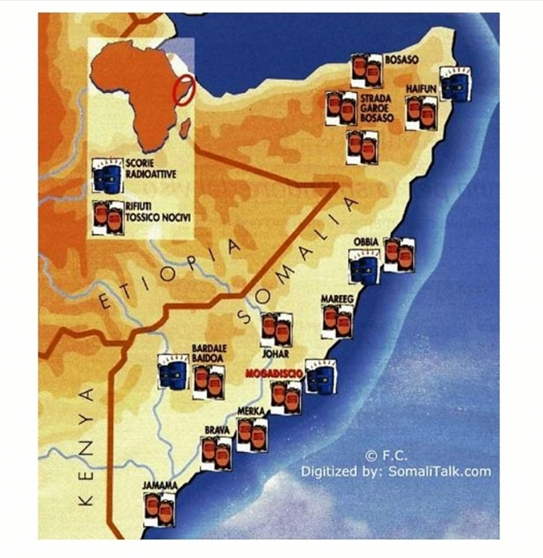 SCORIE
RADIOATTIVE
RIFIUTI
TOSSICO NOCIVI
BOSASO
HAIFUN
STRADA
GAROE
BOSASO
ETIOPIA
SOMALIA
OBBIA
MAREEG
JOHAR
BARDALE
BAIDOA
MOGADISCIO
MERKA
BRAVA
JAMAMA
KENYA
© F.C.
Digitized by: SomaliTalk.com